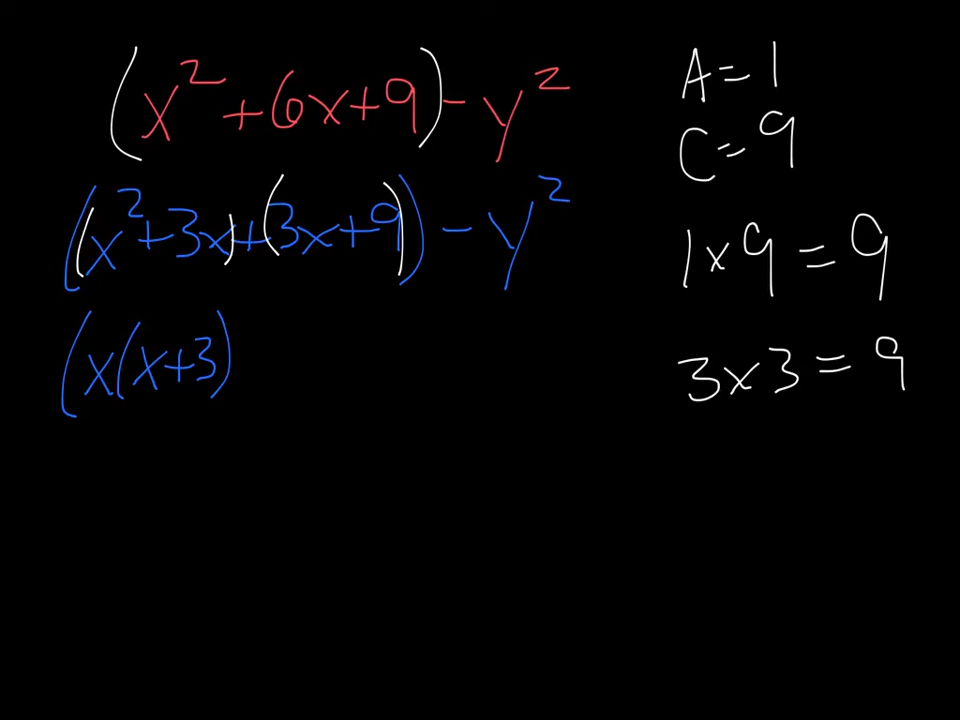 (x²+6x+9)-y²
((x²+3x)+(3x+9))-y²
(x(x+3)
A=1
C=9
1x9=9
3x3=9